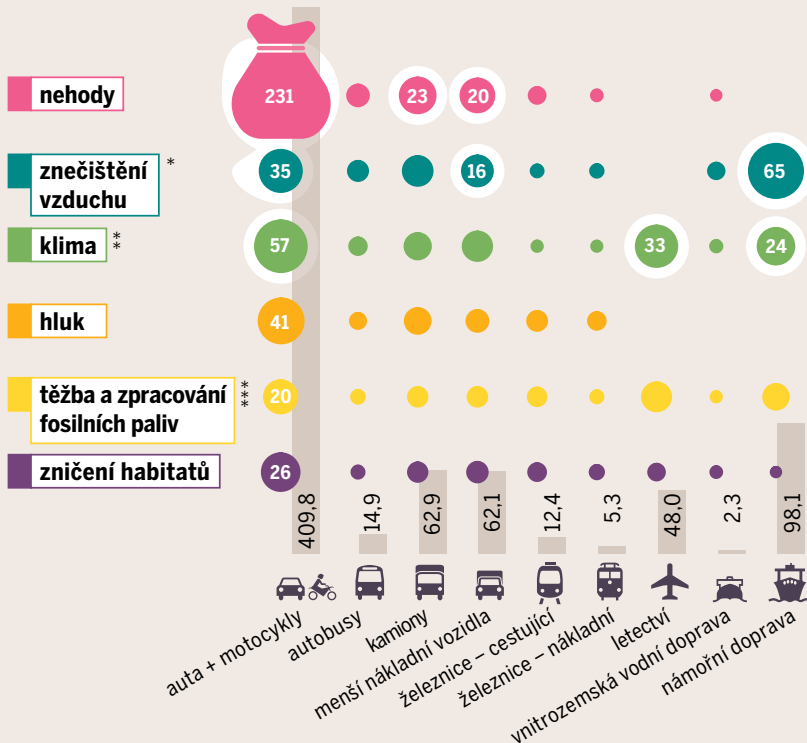 231
nehody
23
20
znečištění *
vzduchu
35
16
65
klima **
57
33
24
hluk
41
těžba a zpracování ***
fosilních paliv
20
zničení habitatů
26
409,8
14,9
62,9
62,1
12,4
5,3
48,0
2,3
98,1
auta + motocykly
autobusy
kamiony
menší nákladní vozidla
železnice – cestující
železnice – nákladní
letectví
vnitrozemská vodní doprava
námořní doprava